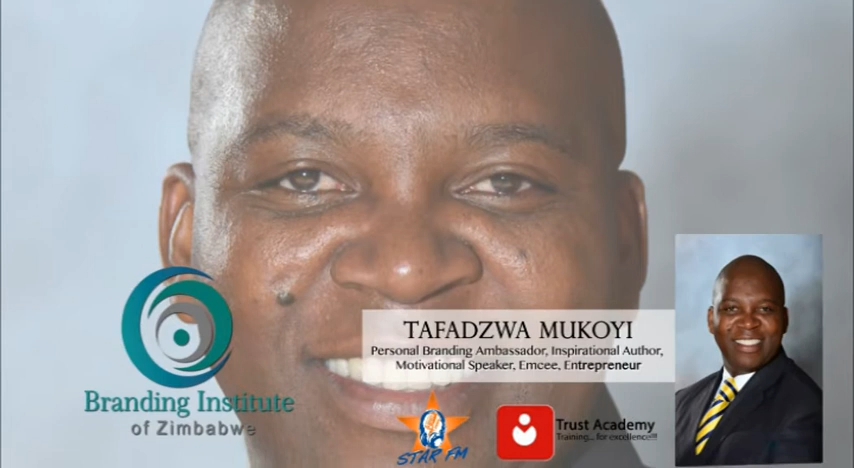 TAFADZWA MUKOYI
Personal Branding Ambassador, Inspirational Author,
Motivational Speaker, Emcee, Entrepreneur
Branding Institute
of Zimbabwe
STAR FM
Trust Academy
Training... for excellence!!!